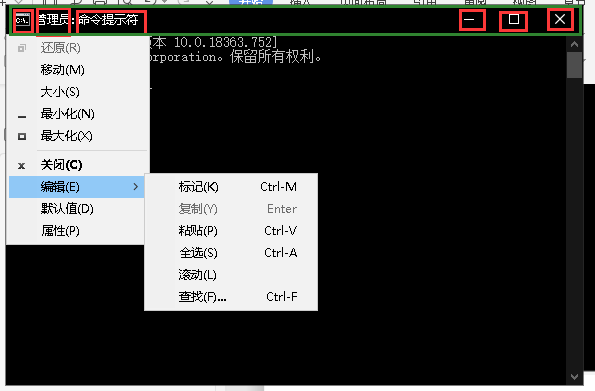 管理员: 命令提示符
本 10.0.18363.752]
orporation。保留所有权利。
还原(R)
移动(M)
大小(S)
最小化(N)
最大化(X)
关闭(C)
编辑(E)
默认值(D)
属性(P)
标记(K) Ctrl-M
复制(Y) Enter
粘贴(P) Ctrl-V
全选(S) Ctrl-A
滚动(L)
查找(F)... Ctrl-F